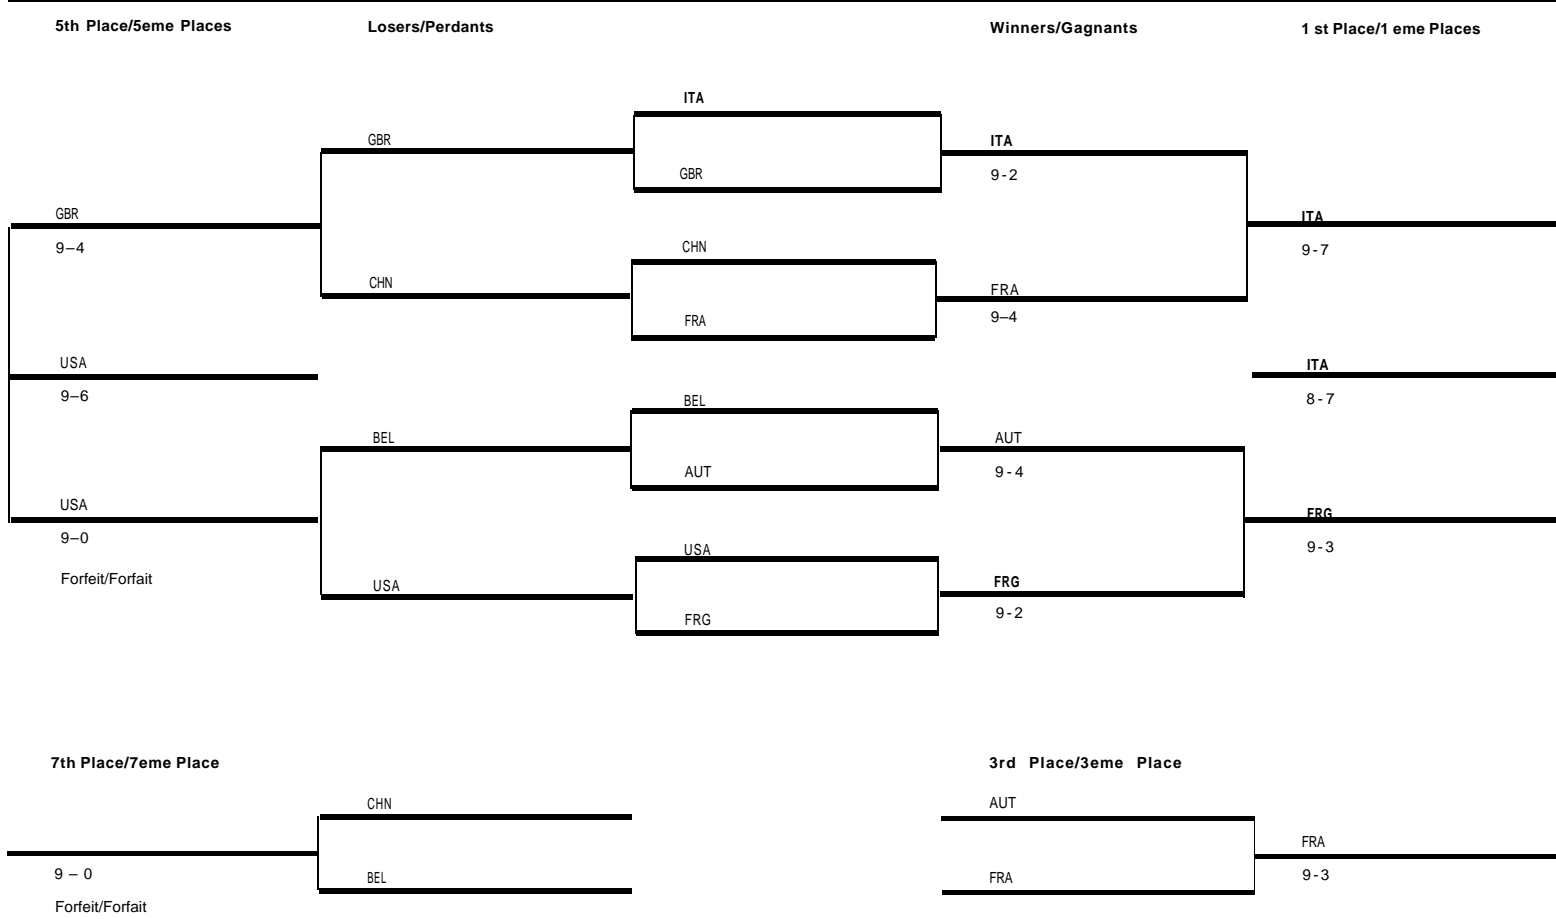 5th Place/5eme Places
Losers/Perdants
Winners/Gagnants
1 st Place/1 eme Places
ITA
GBR
ITA
9-2
GBR
GBR
9–4
ITA
9-7
CHN
CHN
FRA
9–4
FRA
USA
9–6
ITA
8-7
BEL
BEL
AUT
9-4
AUT
USA
9–0
Forfeit/Forfait
FRG
9-3
USA
USA
FRG
9-2
FRG
7th Place/7eme Place
3rd Place/3eme Place
CHN
AUT
9 – 0
Forfeit/Forfait
BEL
FRA
FRA
9-3